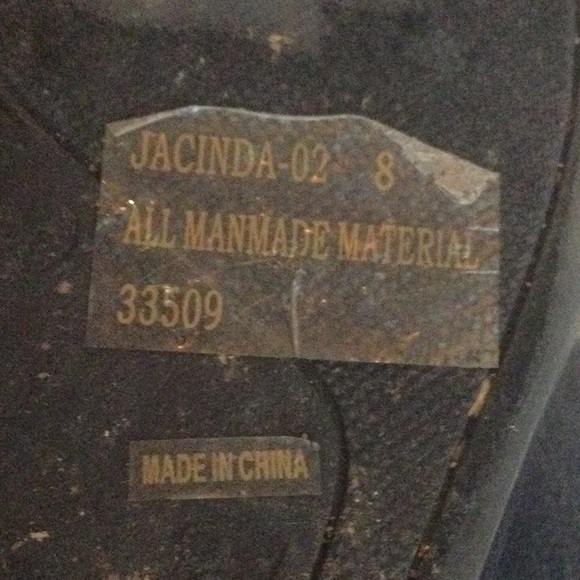 JACINDA-02 8
ALL MANMADE MATERIAL
33509
MADE IN CHINA